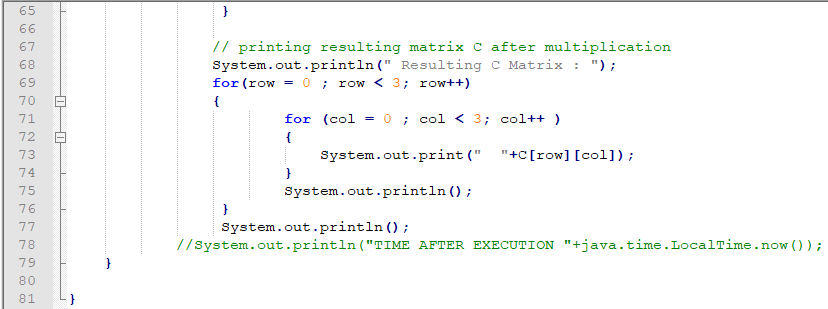 65 }
66
67 // printing resulting matrix C after multiplication
68 System.out.println(" Resulting C Matrix : ");
69 for(row = 0 ; row < 3; row++)
70 {
71 for (col = 0 ; col < 3; col++ )
72 {
73 System.out.print("  "+C[row][col]);
74 }
75 System.out.println();
76 }
77 System.out.println();
78 //System.out.println("TIME AFTER EXECUTION "+java.time.LocalTime.now());
79 }
80
81 }